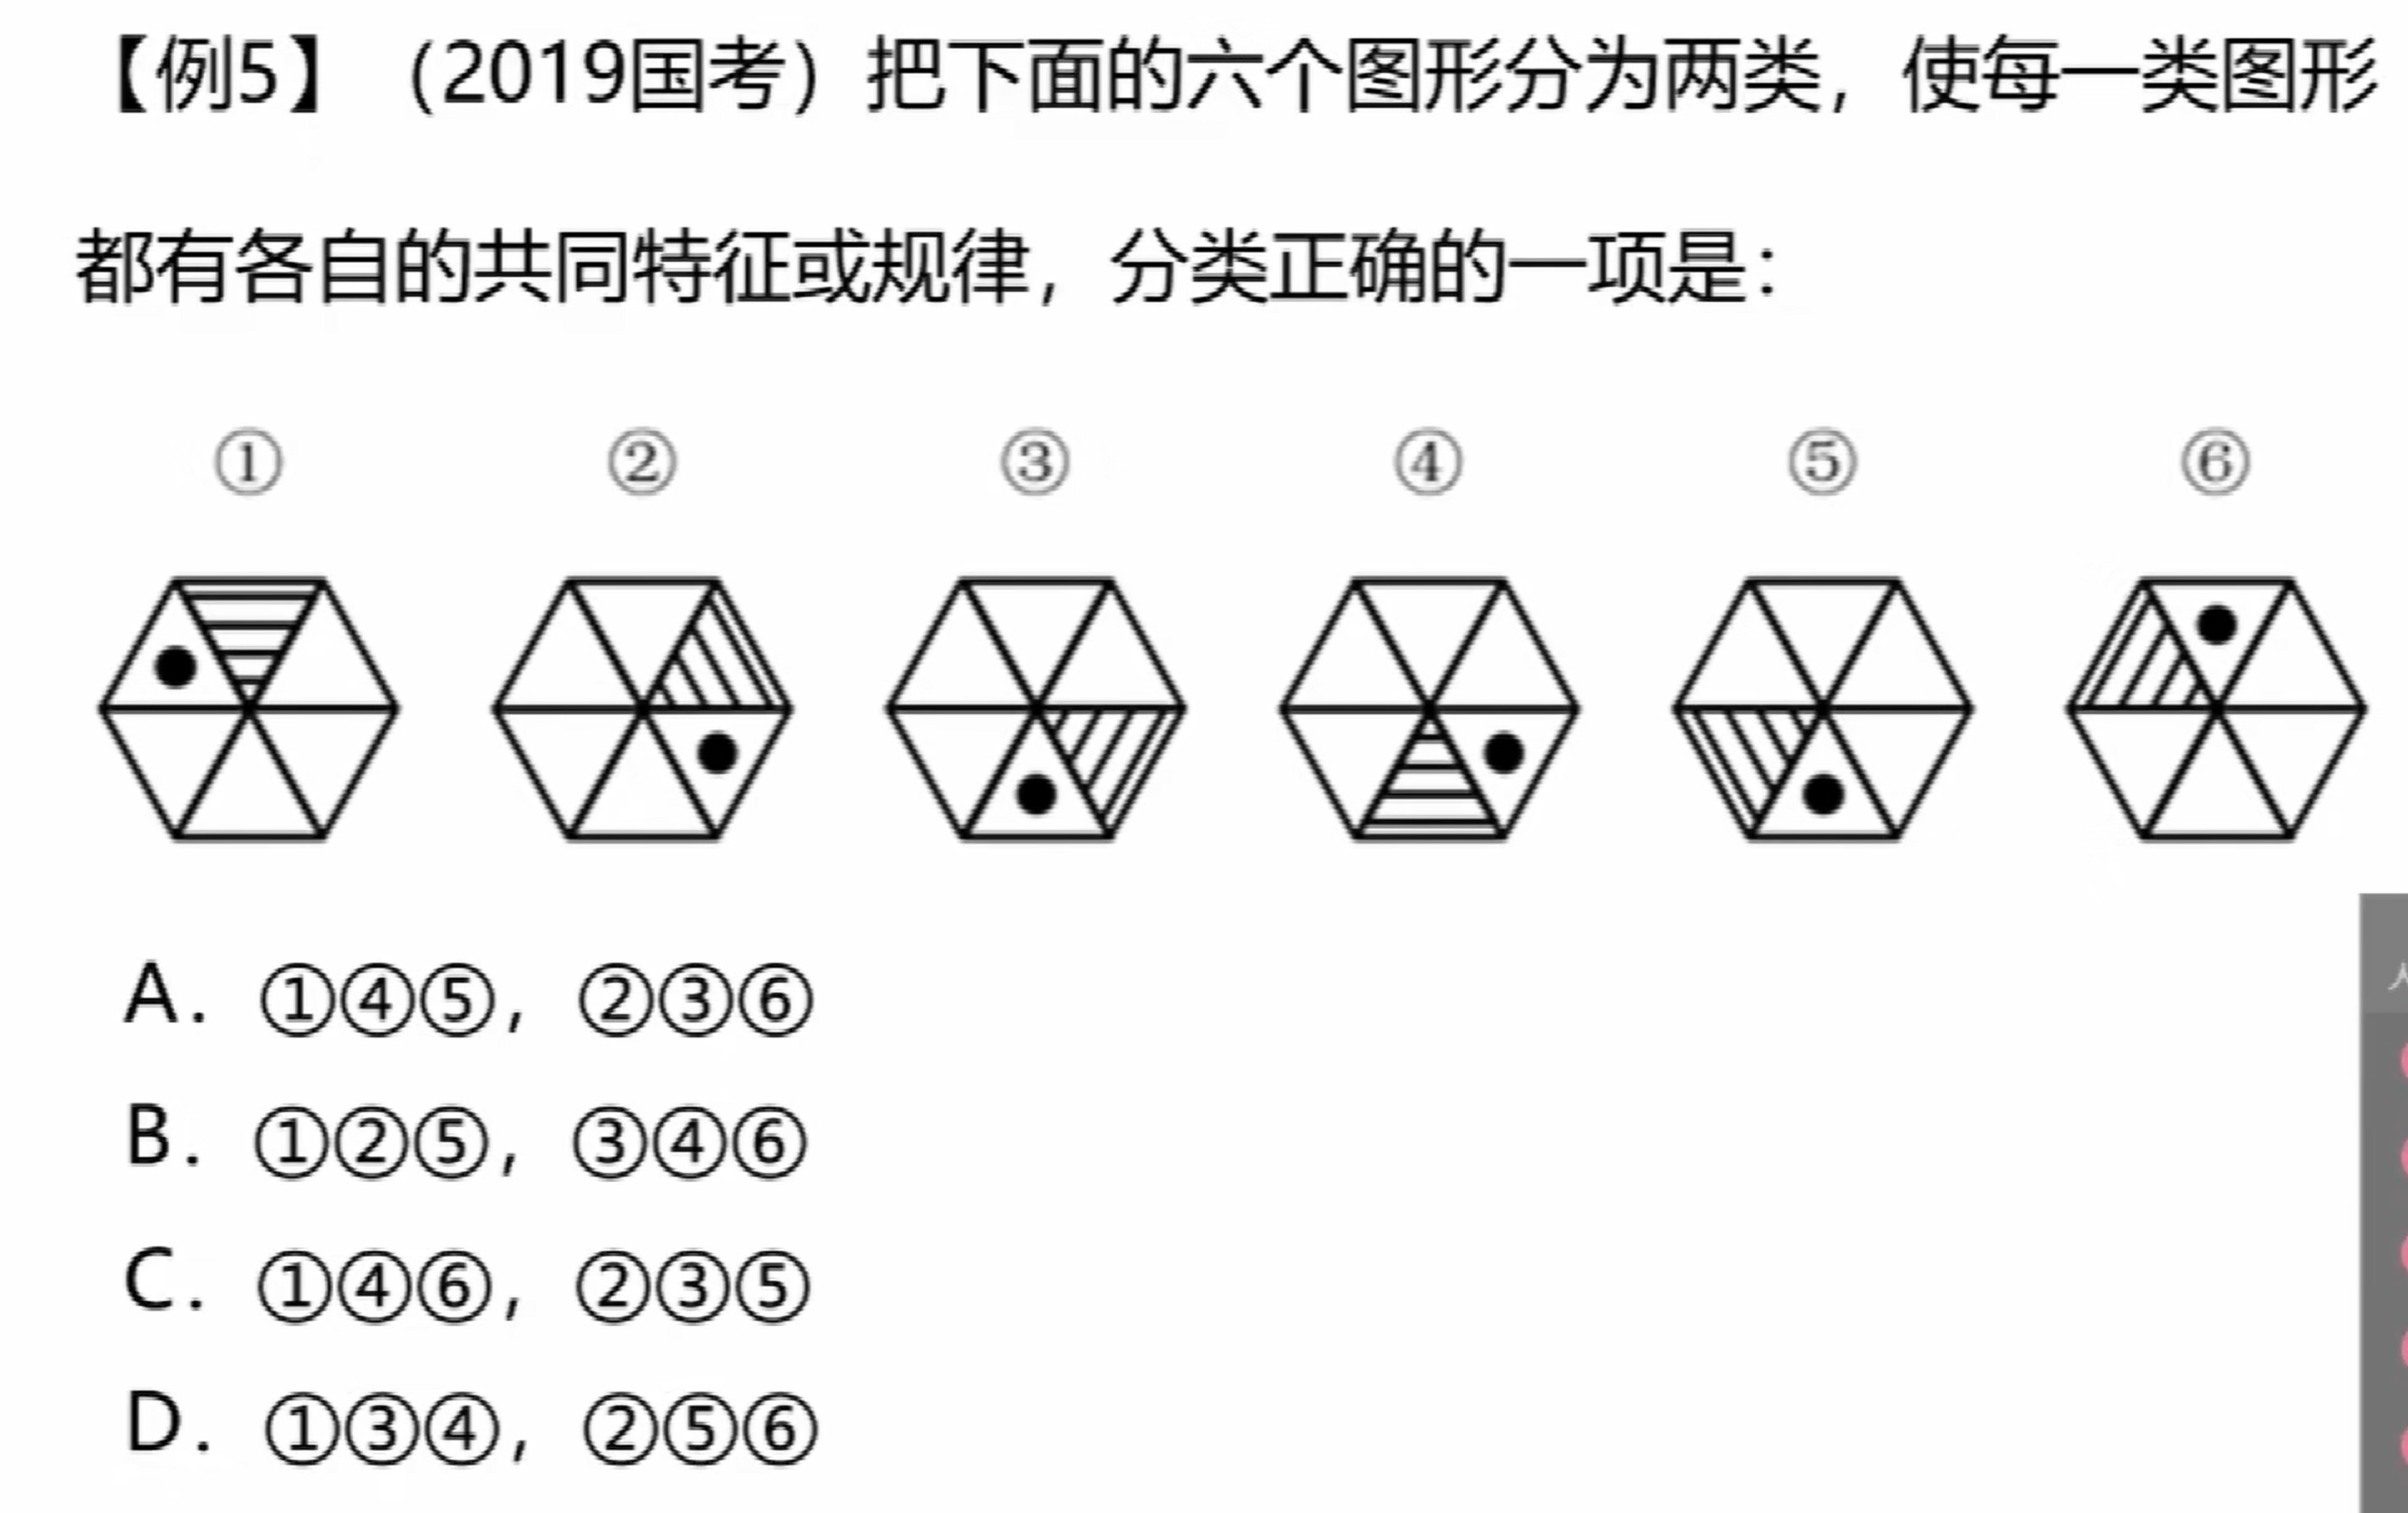 【例5】（2019国考）把下面的六个图形分为两类，使每一类图形
都有各自的共同特征或规律，分类正确的一项是：
① ② ③ ④ ⑤ ⑥
A. ①④⑤，②③⑥
B. ①②⑤，③④⑥
C. ①④⑥，②③⑤
D. ①③④，②⑤⑥